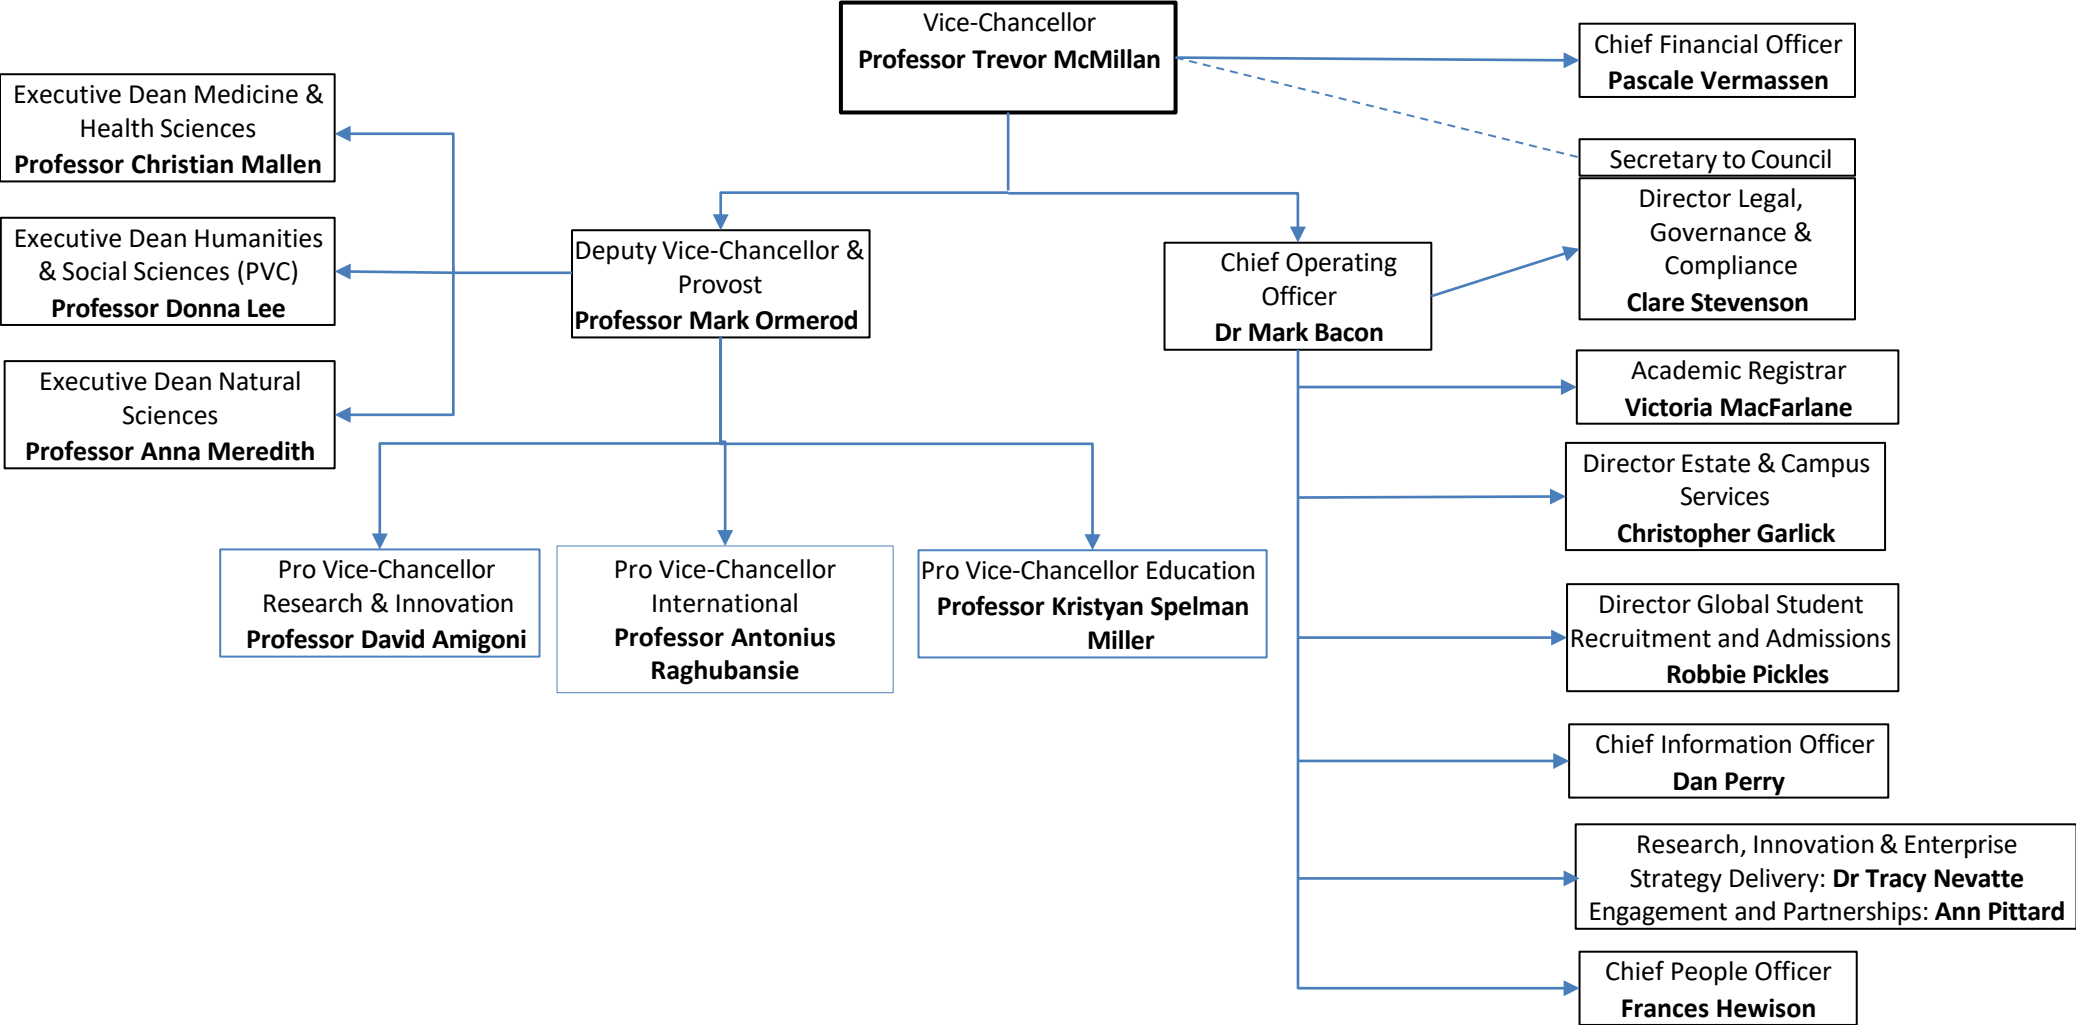 Vice-Chancellor
Professor Trevor McMillan
Chief Financial Officer
Pascale Vermassen
Executive Dean Medicine &
Health Sciences
Professor Christian Mallen
Secretary to Council
Director Legal,
Governance &
Compliance
Clare Stevenson
Executive Dean Humanities
& Social Sciences (PVC)
Professor Donna Lee
Deputy Vice-Chancellor &
Provost
Professor Mark Ormerod
Chief Operating
Officer
Dr Mark Bacon
Executive Dean Natural
Sciences
Professor Anna Meredith
Academic Registrar
Victoria MacFarlane
Director Estate & Campus
Services
Christopher Garlick
Pro Vice-Chancellor
Research & Innovation
Professor David Amigoni
Pro Vice-Chancellor
International
Professor Antonius
Raghubansie
Pro Vice-Chancellor Education
Professor Kristyan Spelman
Miller
Director Global Student
Recruitment and Admissions
Robbie Pickles
Chief Information Officer
Dan Perry
Research, Innovation & Enterprise
Strategy Delivery: Dr Tracy Nevatte
Engagement and Partnerships: Ann Pittard
Chief People Officer
Frances Hewison